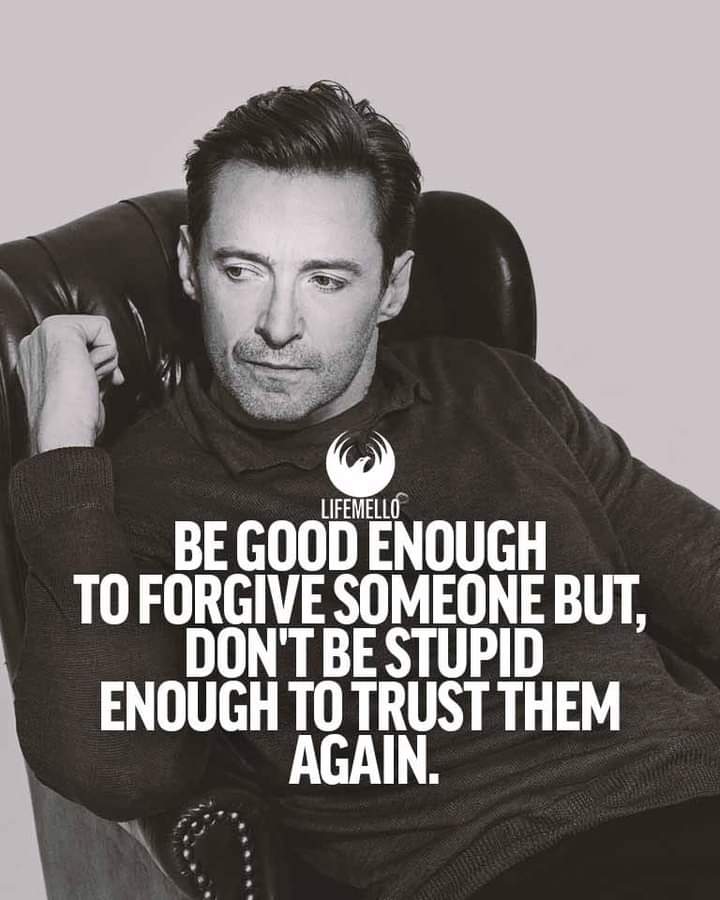 LIFEMELLO
BE GOOD ENOUGH
TO FORGIVE SOMEONE BUT,
DON'T BE STUPID
ENOUGH TO TRUST THEM
AGAIN.